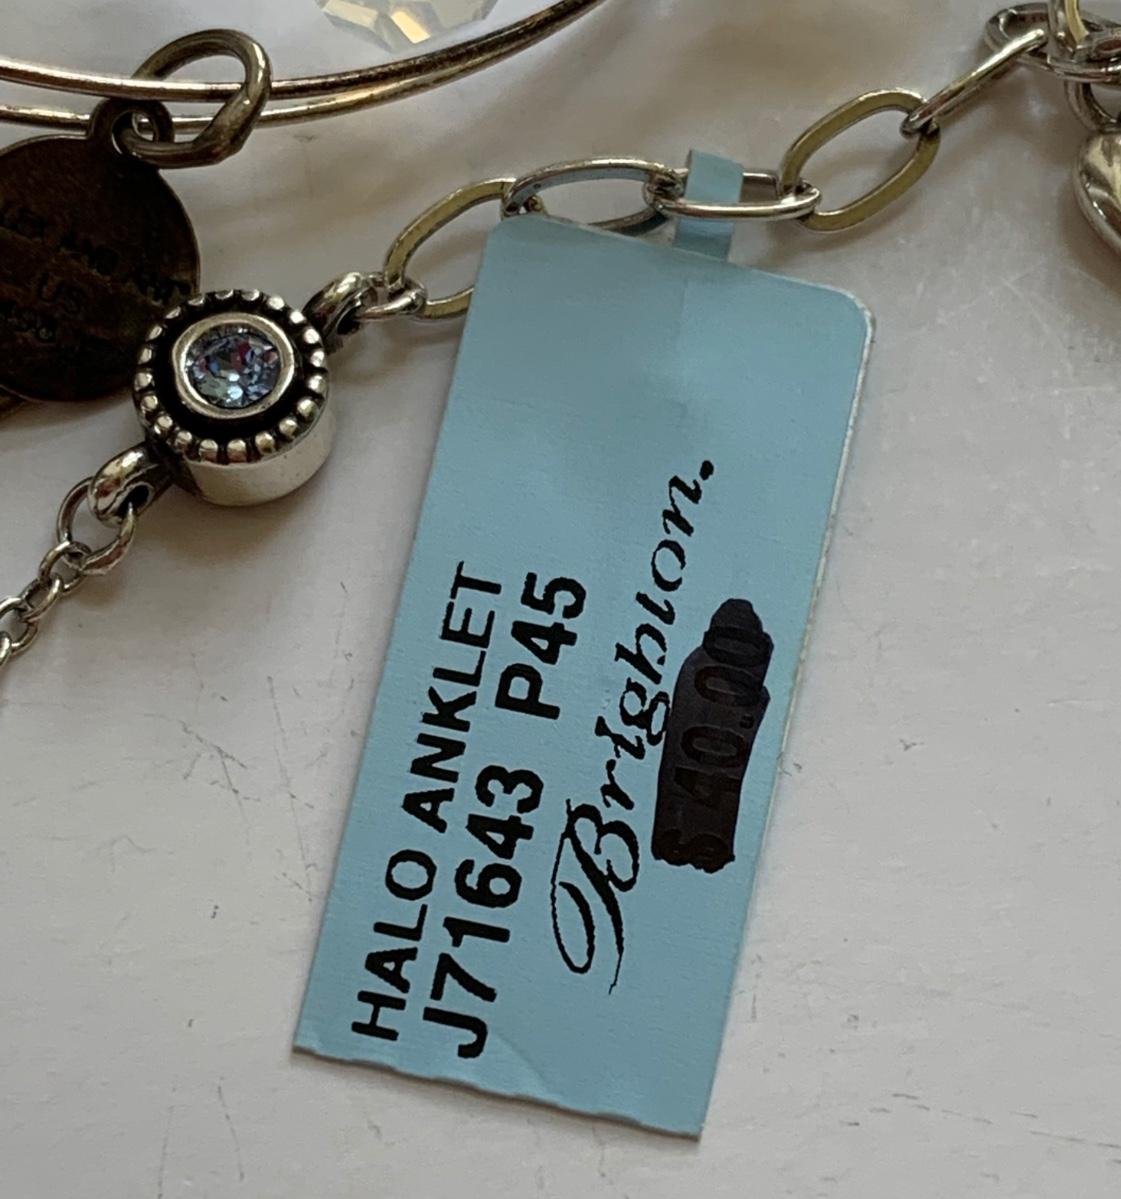 HALO ANKLET
J71643 P45
Brighton.
$ 40.00